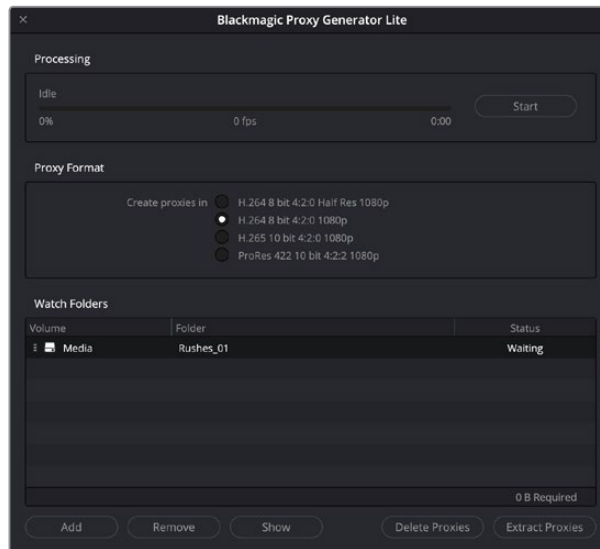 Blackmagic Proxy Generator Lite
Processing
Idle
0% 0 fps 0:00
Start
Proxy Format
Create proxies in
H.264 8 bit 4:2:0 Half Res 1080p
H.264 8 bit 4:2:0 1080p
H.265 10 bit 4:2:0 1080p
ProRes 422 10 bit 4:2:2 1080p
Watch Folders
Volume Folder Status
Media Rushes_01 Waiting
0 B Required
Add Remove Show Delete Proxies Extract Proxies